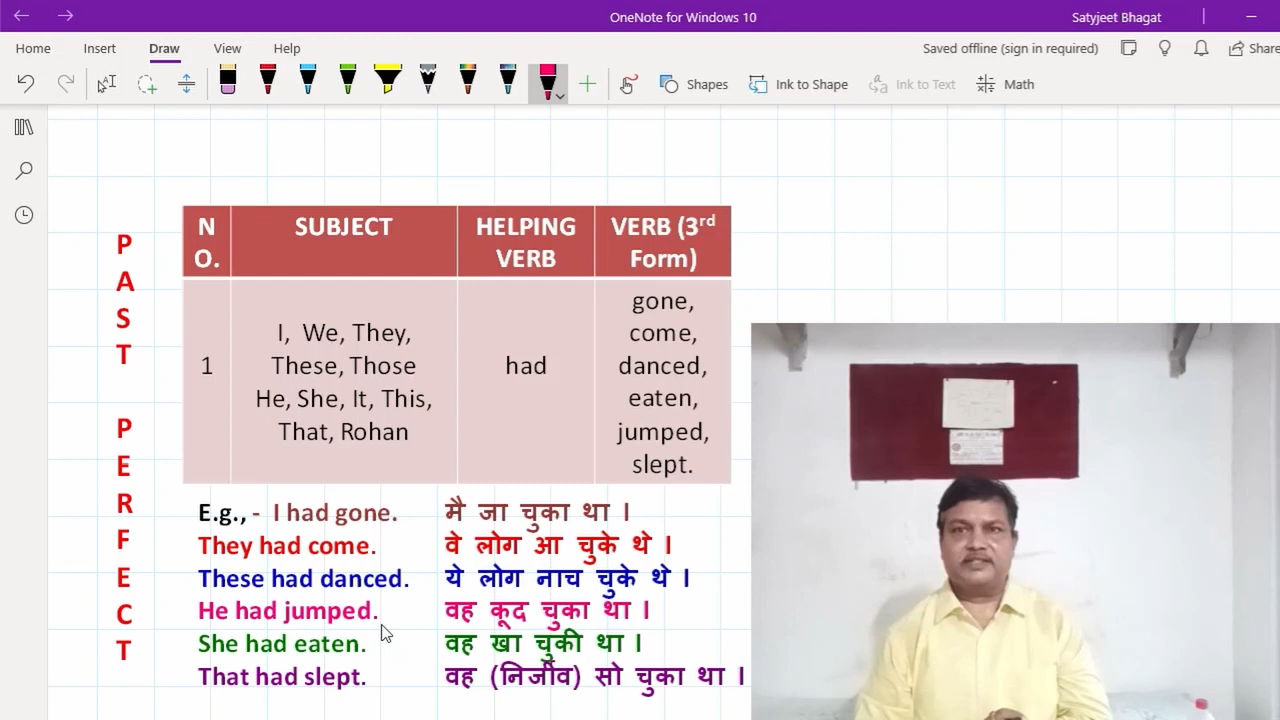 OneNote for Windows 10
Satyjeet Bhagat
Home Insert Draw View Help
Saved offline (sign in required)
Share
Shapes Ink to Shape Ink to Text Math
P A S T P E R F E C T
N O. SUBJECT HELPING VERB VERB (3rd Form)
1
I, We, They,
These, Those
He, She, It, This,
That, Rohan
had
gone,
come,
danced,
eaten,
jumped,
slept.
E.g., - I had gone. मै जा चुका था ।
They had come. वे लोग आ चुके थे ।
These had danced. ये लोग नाच चुके थे ।
He had jumped. वह कूद चुका था ।
She had eaten. वह खा चुकी था ।
That had slept. वह (निर्जीव) सो चुका था ।